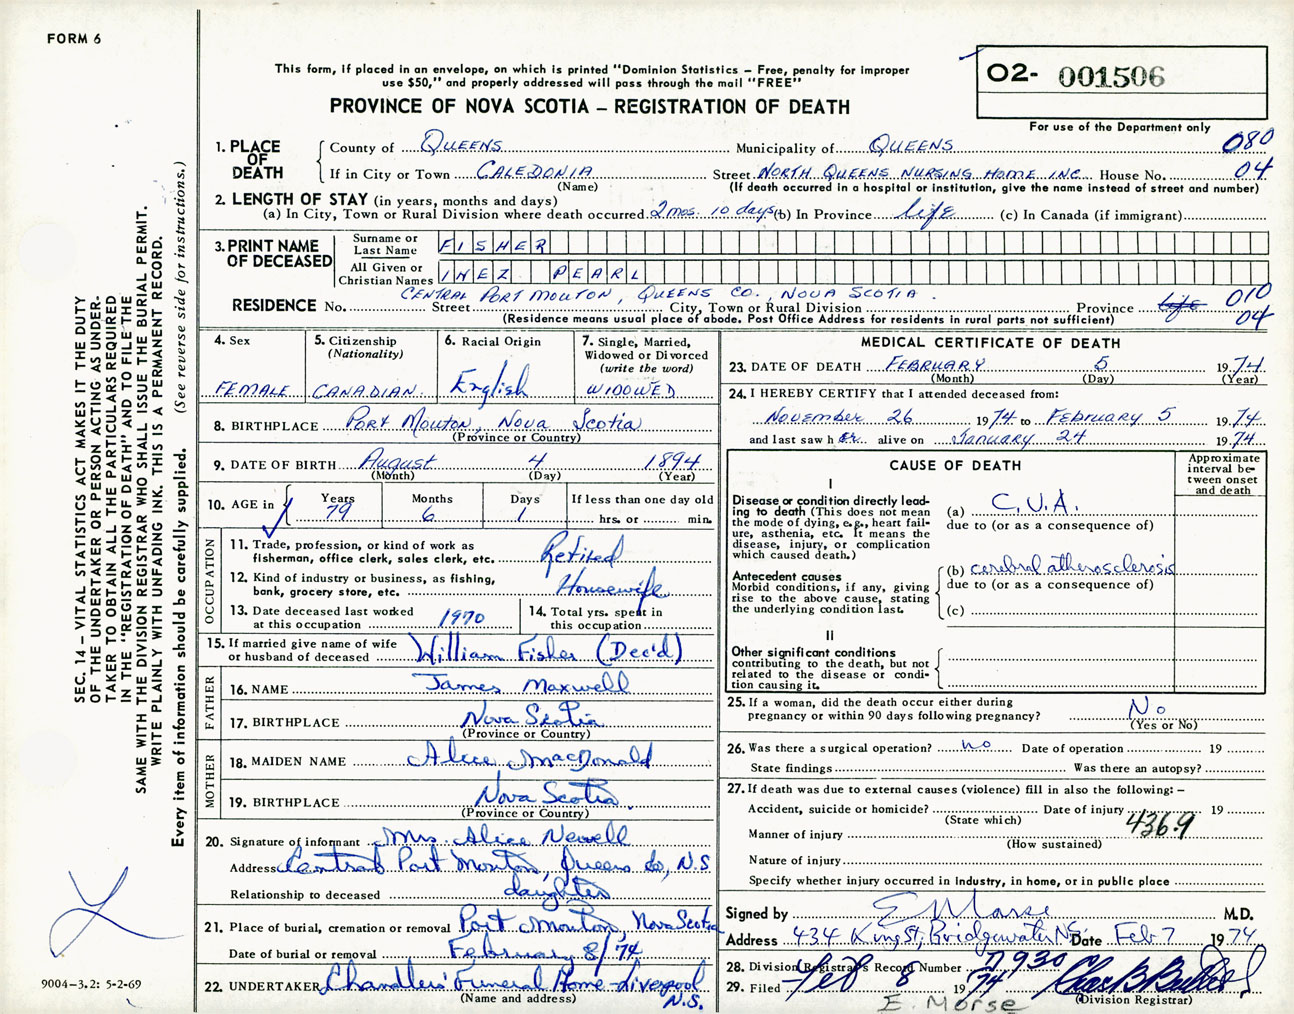 FORM 6
This form, if placed in an envelope, on which is printed "Dominion Statistics – Free, penalty for improper
use $50," and properly addressed will pass through the mail "FREE"
O2- 001506
PROVINCE OF NOVA SCOTIA – REGISTRATION OF DEATH
For use of the Department only
1. PLACE OF DEATH County of QUEENS Municipality of QUEENS 080
If in City or Town CALEDONIA Street NORTH QUEENS NURSING HOME INC House No. 04
(Name) (If death occurred in a hospital or institution, give the name instead of street and number)
2. LENGTH OF STAY (in years, months and days)
(a) In City, Town or Rural Division where death occurred 2 mos. 10 days (b) In Province life (c) In Canada (if immigrant)
3. PRINT NAME OF DECEASED Surname or Last Name FISHER
All Given or Christian Names INEZ PEARL
CENTRAL PORT MOUTON, QUEENS CO., NOVA SCOTIA.
RESIDENCE No. Street City, Town or Rural Division Province Life 010
(Residence means usual place of abode. Post Office Address for residents in rural parts not sufficient) 04
4. Sex FEMALE
5. Citizenship (Nationality) CANADIAN
6. Racial Origin English
7. Single, Married, Widowed or Divorced (write the word) WIDOWED
8. BIRTHPLACE Port Mouton, Nova Scotia
(Province or Country)
9. DATE OF BIRTH August 4 1894
(Month) (Day) (Year)
10. AGE in Years 79 Months 6 Days 1 If less than one day old
hrs. or min.
OCCUPATION
11. Trade, profession, or kind of work as
fisherman, office clerk, sales clerk, etc. Retired
12. Kind of industry or business, as fishing,
bank, grocery store, etc. Housewife
13. Date deceased last worked
at this occupation 1970
14. Total yrs. spent in
this occupation
15. If married give name of wife
or husband of deceased William Fisher (Dec'd)
FATHER
16. NAME James Maxwell
17. BIRTHPLACE Nova Scotia
(Province or Country)
MOTHER
18. MAIDEN NAME Alice MacDonald
19. BIRTHPLACE Nova Scotia
(Province or Country)
20. Signature of informant Mrs Alice Newell
Address Central Port Mouton, Queens Co, N.S
Relationship to deceased daughter
21. Place of burial, cremation or removal Port Mouton, Nova Scotia
Date of burial or removal February 8/74
22. UNDERTAKER Chandler's Funeral Home - Liverpool
(Name and address) N.S.
MEDICAL CERTIFICATE OF DEATH
23. DATE OF DEATH FEBRUARY 5 1974
(Month) (Day) (Year)
24. I HEREBY CERTIFY that I attended deceased from:
November 26 1974 to February 5 1974
and last saw h er alive on January 24 1974
CAUSE OF DEATH
Approximate interval between onset and death
I
Disease or condition directly lead-
ing to death (This does not mean
the mode of dying, e.g., heart fail-
ure, asthenia, etc. It means the
disease, injury, or complication
which caused death.)
(a) C.V.A.
due to (or as a consequence of)
Antecedent causes
Morbid conditions, if any, giving
rise to the above cause, stating
the underlying condition last.
(b) cerebral atherosclerosis
due to (or as a consequence of)
(c)
II
Other significant conditions
contributing to the death, but not
related to the disease or condi-
tion causing it.
25. If a woman, did the death occur either during
pregnancy or within 90 days following pregnancy? No
(Yes or No)
26. Was there a surgical operation? no Date of operation 19
State findings Was there an autopsy?
27. If death was due to external causes (violence) fill in also the following: –
Accident, suicide or homicide? Date of injury 19
(State which) 436.9
Manner of injury
(How sustained)
Nature of injury
Specify whether injury occurred in Industry, in home, or in public place
Signed by E Morse M.D.
Address 434 King St; Bridgewater NS Date Feb 7 1974
28. Division Registrar's Record Number 7930
29. Filed Feb 8 1974
(Division Registrar)
E. Morse
SEC. 14 – VITAL STATISTICS ACT MAKES IT THE DUTY
OF THE UNDERTAKER OR PERSON ACTING AS UNDER-
TAKER TO OBTAIN ALL THE PARTICULARS REQUIRED
IN THE "REGISTRATION OF DEATH" AND TO FILE THE
SAME WITH THE DIVISION REGISTRAR WHO SHALL ISSUE THE BURIAL PERMIT.
WRITE PLAINLY WITH UNFADING INK. THIS IS A PERMANENT RECORD.
Every item of information should be carefully supplied. (See reverse side for instructions.)
9004–3.2: 5-2-69